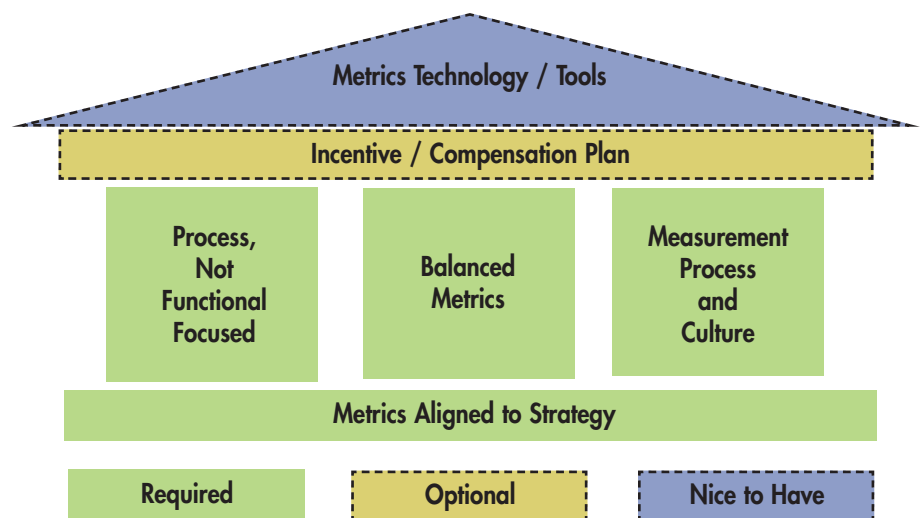 Metrics Technology / Tools
Incentive / Compensation Plan
Process,
Not
Functional
Focused
Balanced
Metrics
Measurement
Process
and
Culture
Metrics Aligned to Strategy
Required
Optional
Nice to Have